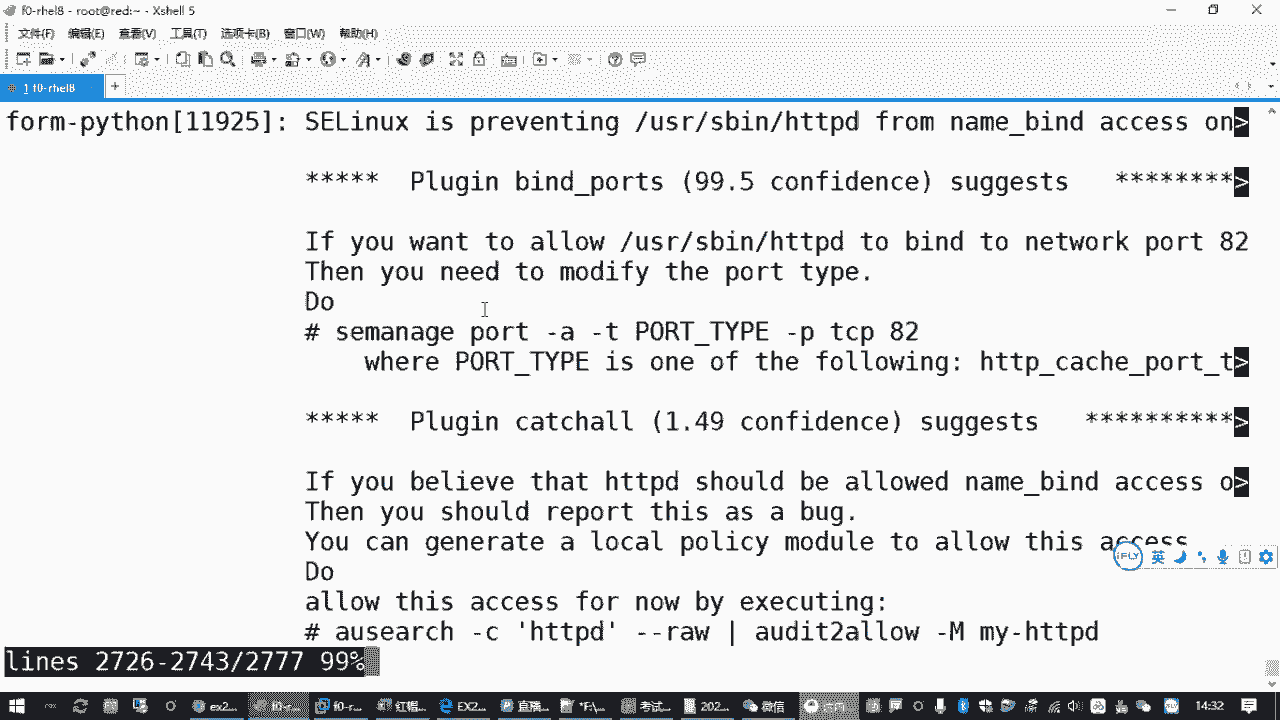 f0-rhel8 - root@red:~ - Xshell 5
文件(F) 编辑(E) 查看(V) 工具(T) 选项卡(B) 窗口(W) 帮助(H)
1 f0-rhel8 +
form-python[11925]: SELinux is preventing /usr/sbin/httpd from name_bind access on>
***** Plugin bind_ports (99.5 confidence) suggests ********>
If you want to allow /usr/sbin/httpd to bind to network port 82
Then you need to modify the port type.
Do
# semanage port -a -t PORT_TYPE -p tcp 82
where PORT_TYPE is one of the following: http_cache_port_t>
***** Plugin catchall (1.49 confidence) suggests **********>
If you believe that httpd should be allowed name_bind access o>
Then you should report this as a bug.
You can generate a local policy module to allow this access
Do
allow this access for now by executing:
# ausearch -c 'httpd' --raw | audit2allow -M my-httpd
lines 2726-2743/2777 99%
iFLY 英
ex2... f0-r... f0-r... 红帽... EX2... 直播... *F\... 考试... 202... 微信 14:32